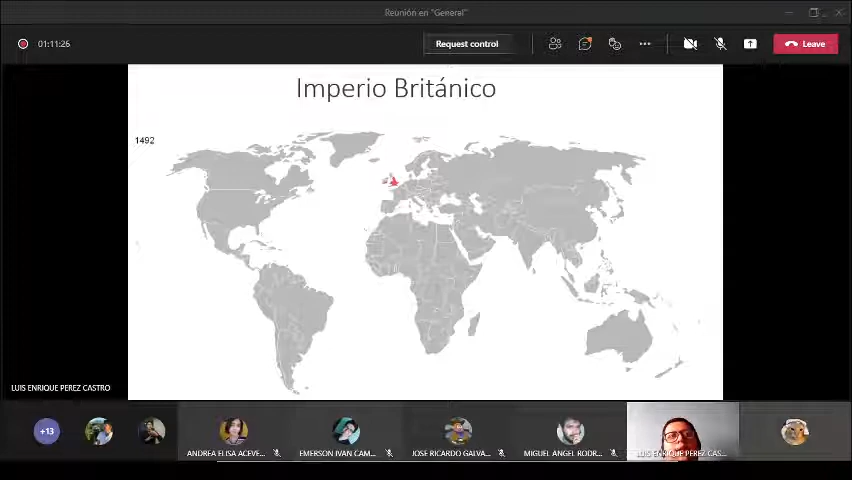 Reunión en "General"
01:11:26
Request control
Leave
Imperio Británico
1492
LUIS ENRIQUE PEREZ CASTRO
+13
ANDREA ELISA ACEVE...
EMERSON IVAN CAM...
JOSE RICARDO GALVA...
MIGUEL ANGEL RODR...
LUIS ENRIQUE PEREZ CAS...